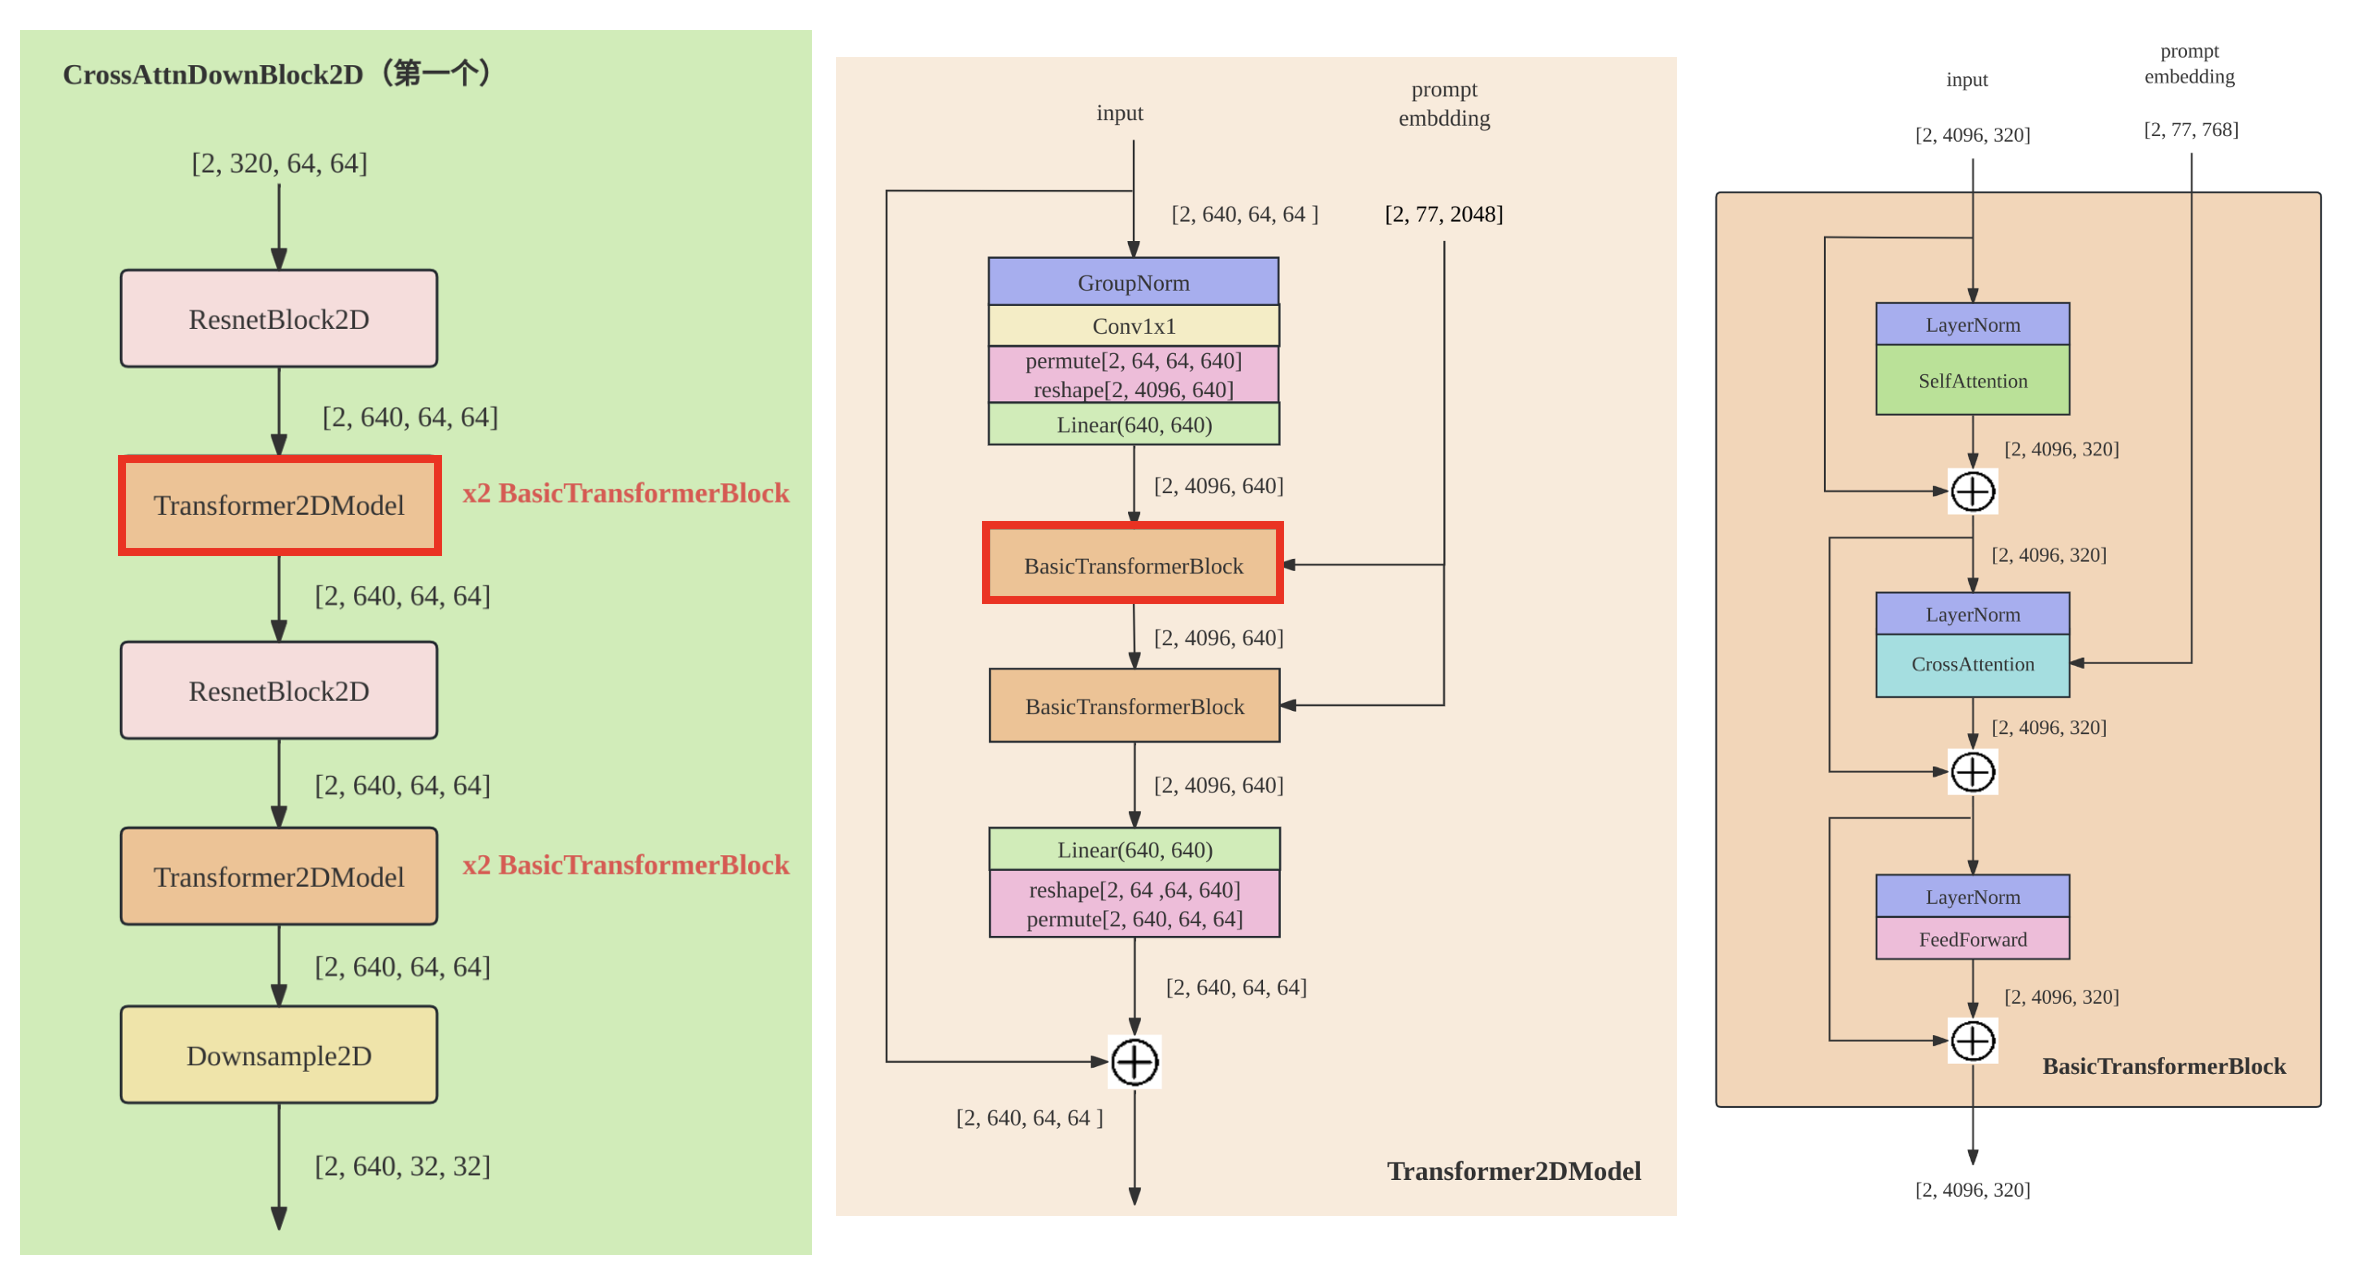 CrossAttnDownBlock2D（第一个）
[2, 320, 64, 64]
ResnetBlock2D
[2, 640, 64, 64]
Transformer2DModel
x2 BasicTransformerBlock
[2, 640, 64, 64]
ResnetBlock2D
[2, 640, 64, 64]
Transformer2DModel
x2 BasicTransformerBlock
[2, 640, 64, 64]
Downsample2D
[2, 640, 32, 32]
input
prompt
embdding
[2, 640, 64, 64 ]
[2, 77, 2048]
GroupNorm
Conv1x1
permute[2, 64, 64, 640]
reshape[2, 4096, 640]
Linear(640, 640)
[2, 4096, 640]
BasicTransformerBlock
[2, 4096, 640]
BasicTransformerBlock
[2, 4096, 640]
Linear(640, 640)
reshape[2, 64 ,64, 640]
permute[2, 640, 64, 64]
[2, 640, 64, 64]
[2, 640, 64, 64 ]
Transformer2DModel
input
prompt
embedding
[2, 4096, 320]
[2, 77, 768]
LayerNorm
SelfAttention
[2, 4096, 320]
[2, 4096, 320]
LayerNorm
CrossAttention
[2, 4096, 320]
LayerNorm
FeedForward
[2, 4096, 320]
BasicTransformerBlock
[2, 4096, 320]